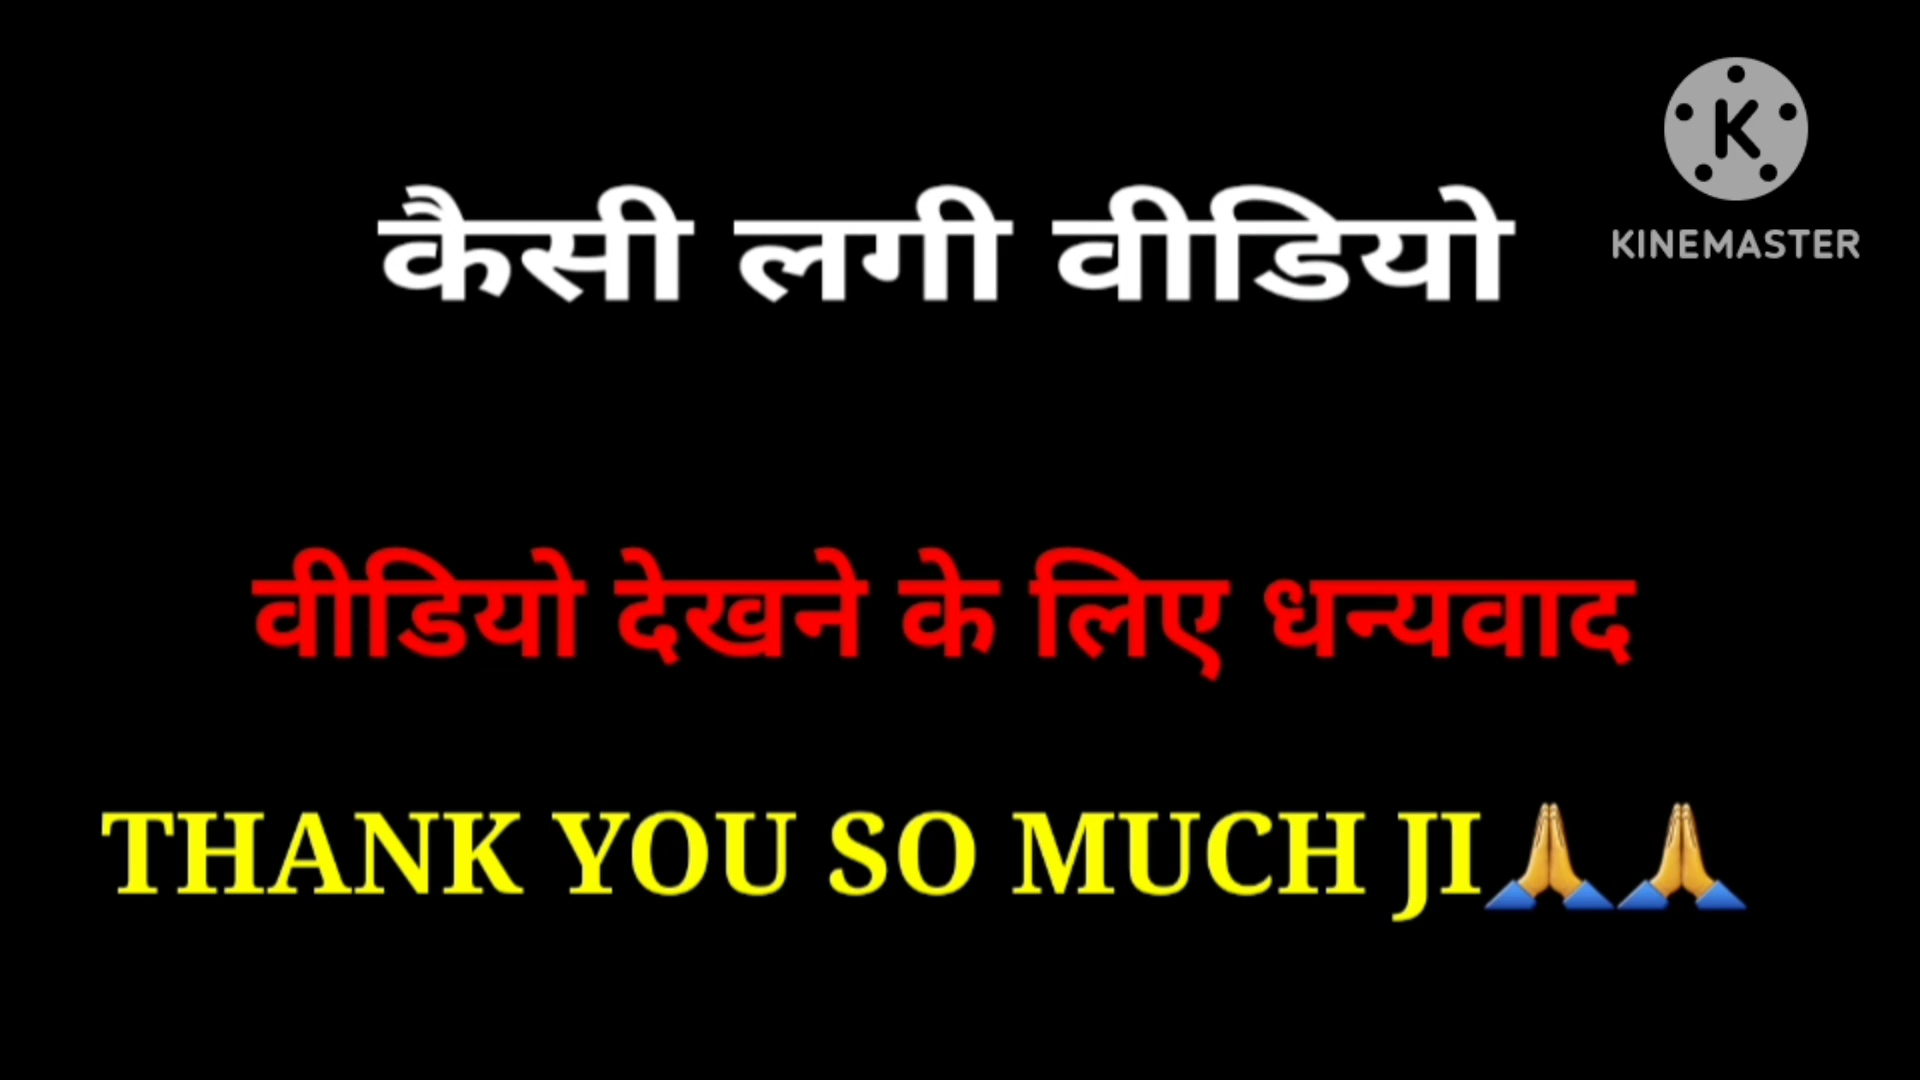 KINEMASTER
कैसी लगी वीडियो
वीडियो देखने के लिए धन्यवाद
THANK YOU SO MUCH JI🙏🙏